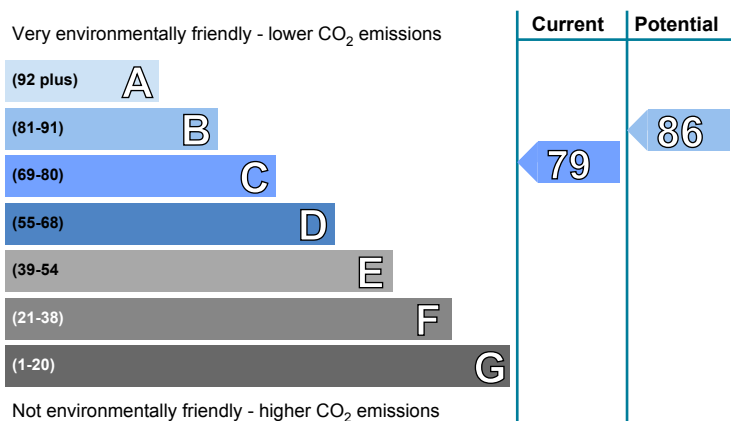 Very environmentally friendly - lower CO₂ emissions
Current
Potential
(92 plus) A
(81-91) B
(69-80) C
(55-68) D
(39-54 E
(21-38) F
(1-20) G
79
86
Not environmentally friendly - higher CO₂ emissions